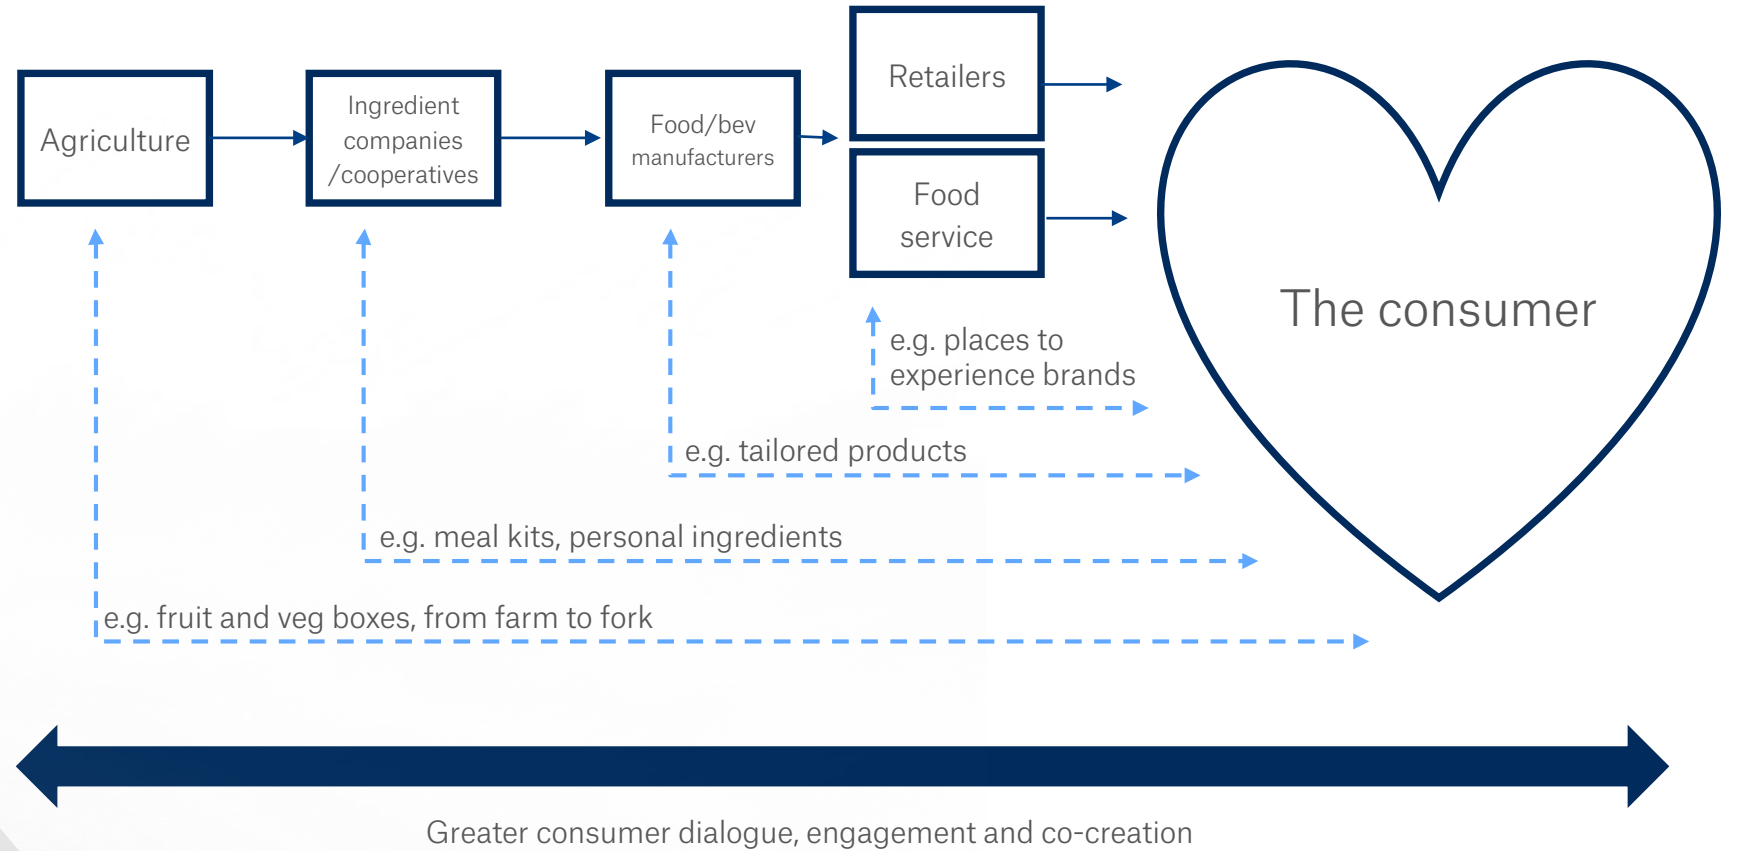 Agriculture
Ingredient
companies
/cooperatives
Food/bev
manufacturers
Retailers
Food
service
The consumer
e.g. places to
experience brands
e.g. tailored products
e.g. meal kits, personal ingredients
e.g. fruit and veg boxes, from farm to fork
Greater consumer dialogue, engagement and co-creation